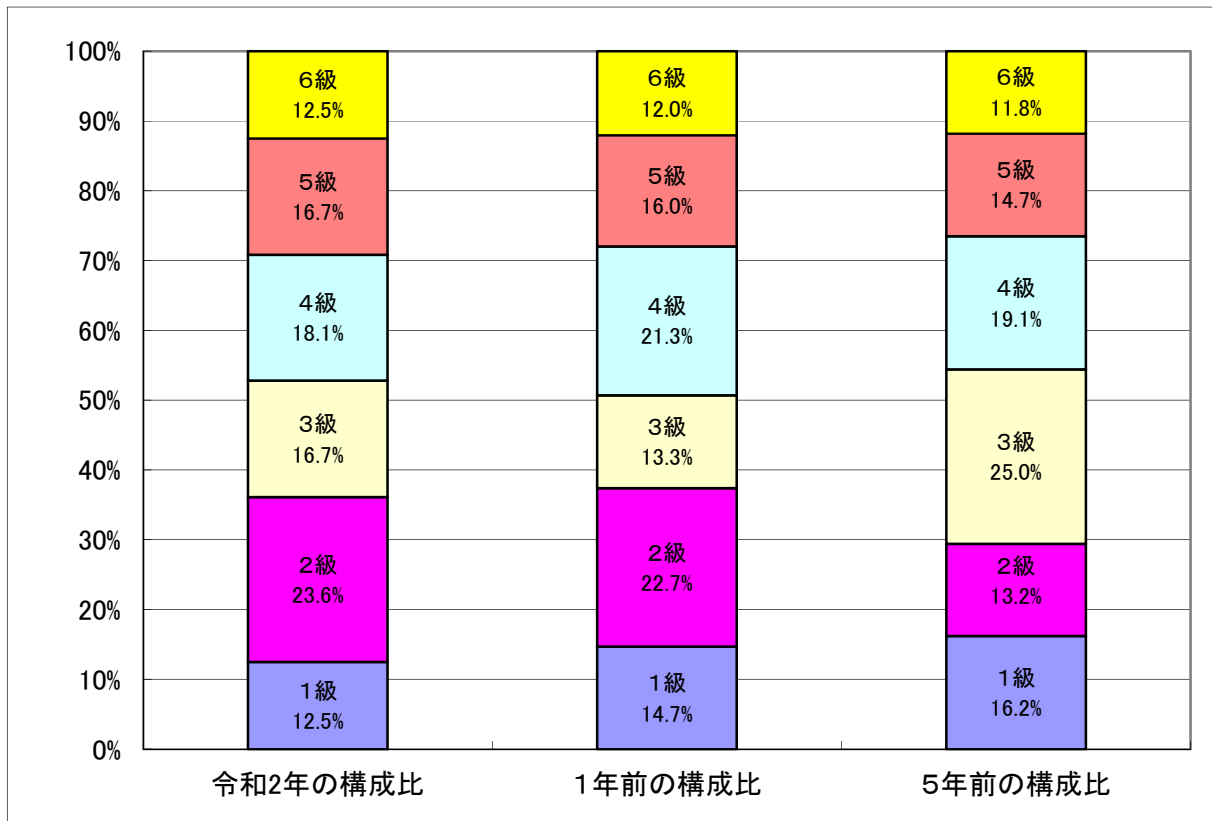 100%
90%
80%
70%
60%
50%
40%
30%
20%
10%
0%
６級
12.5%
５級
16.7%
４級
18.1%
３級
16.7%
２級
23.6%
１級
12.5%
６級
12.0%
５級
16.0%
４級
21.3%
３級
13.3%
２級
22.7%
１級
14.7%
６級
11.8%
５級
14.7%
４級
19.1%
３級
25.0%
２級
13.2%
１級
16.2%
令和2年の構成比
１年前の構成比
５年前の構成比